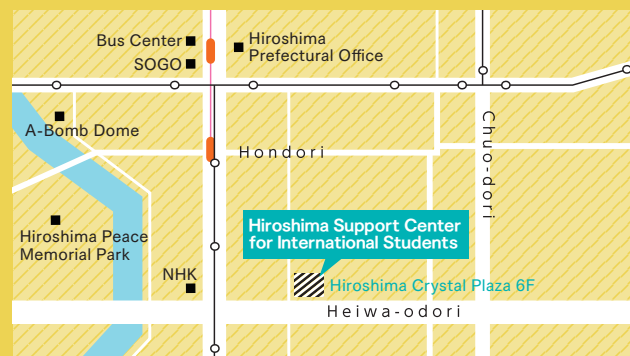 Bus Center
SOGO
Hiroshima
Prefectural Office
A-Bomb Dome
Hondori
Chuo-dori
Hiroshima Peace
Memorial Park
Hiroshima Support Center
for International Students
NHK
Hiroshima Crystal Plaza 6F
Heiwa-odori